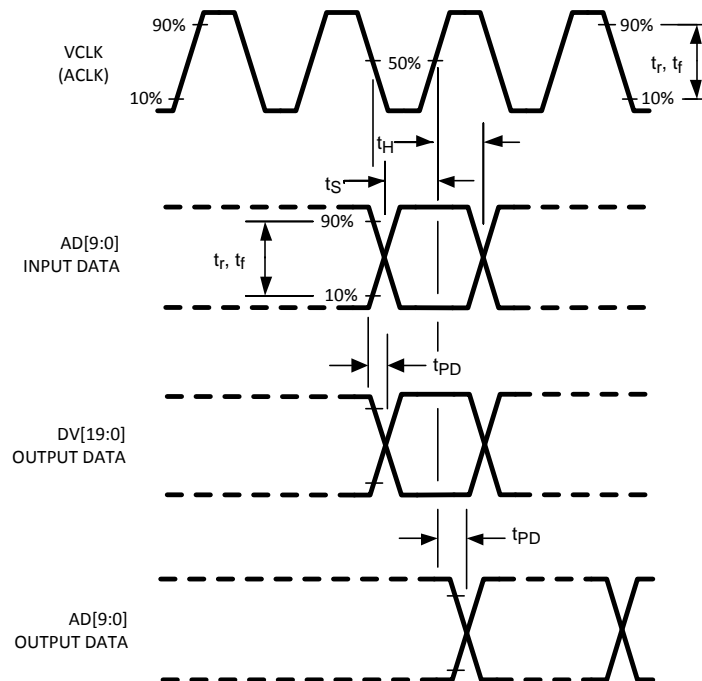 VCLK
(ACLK)
90%
10%
50%
90%
10%
tr, tf
tH
tS
AD[9:0]
INPUT DATA
tr, tf
90%
10%
tPD
DV[19:0]
OUTPUT DATA
tPD
AD[9:0]
OUTPUT DATA